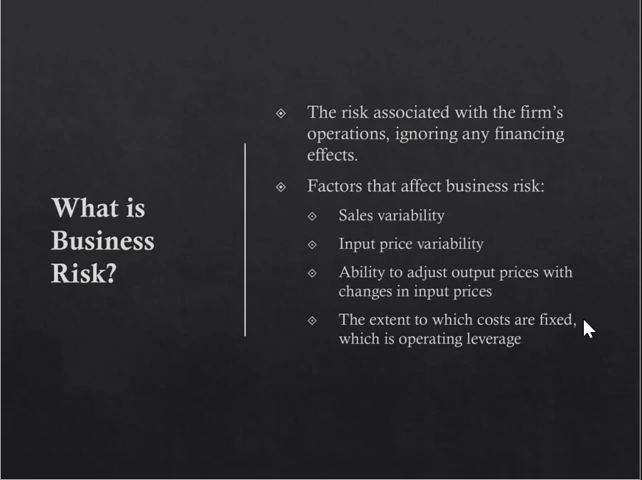 What is
Business
Risk?
The risk associated with the firm's
operations, ignoring any financing
effects.
Factors that affect business risk:
Sales variability
Input price variability
Ability to adjust output prices with
changes in input prices
The extent to which costs are fixed,
which is operating leverage